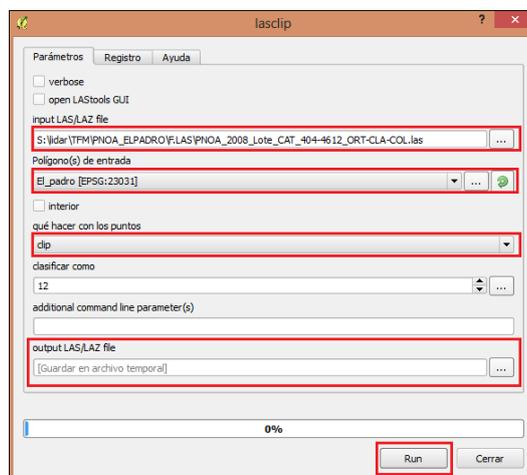 lasclip
?
Parámetros Registro Ayuda
verbose
open LAStools GUI
input LAS/LAZ file
S:\lidar\TFM\PNOA_ELPADRO\F.LAS\PNOA_2008_Lote_CAT_404-4612_ORT-CLA-COL.las ...
Polígono(s) de entrada
El_padro [EPSG:23031] ...
interior
qué hacer con los puntos
clip
clasificar como
12 ...
additional command line parameter(s)
output LAS/LAZ file
[Guardar en archivo temporal] ...
0%
Run Cerrar